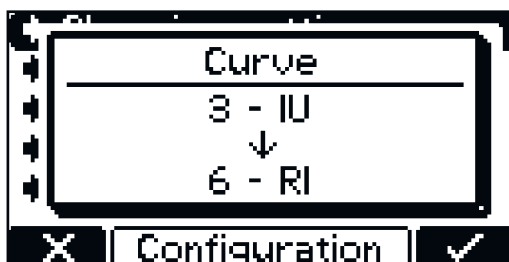 Curve
3 - IU
↓
6 - RI
Configuration